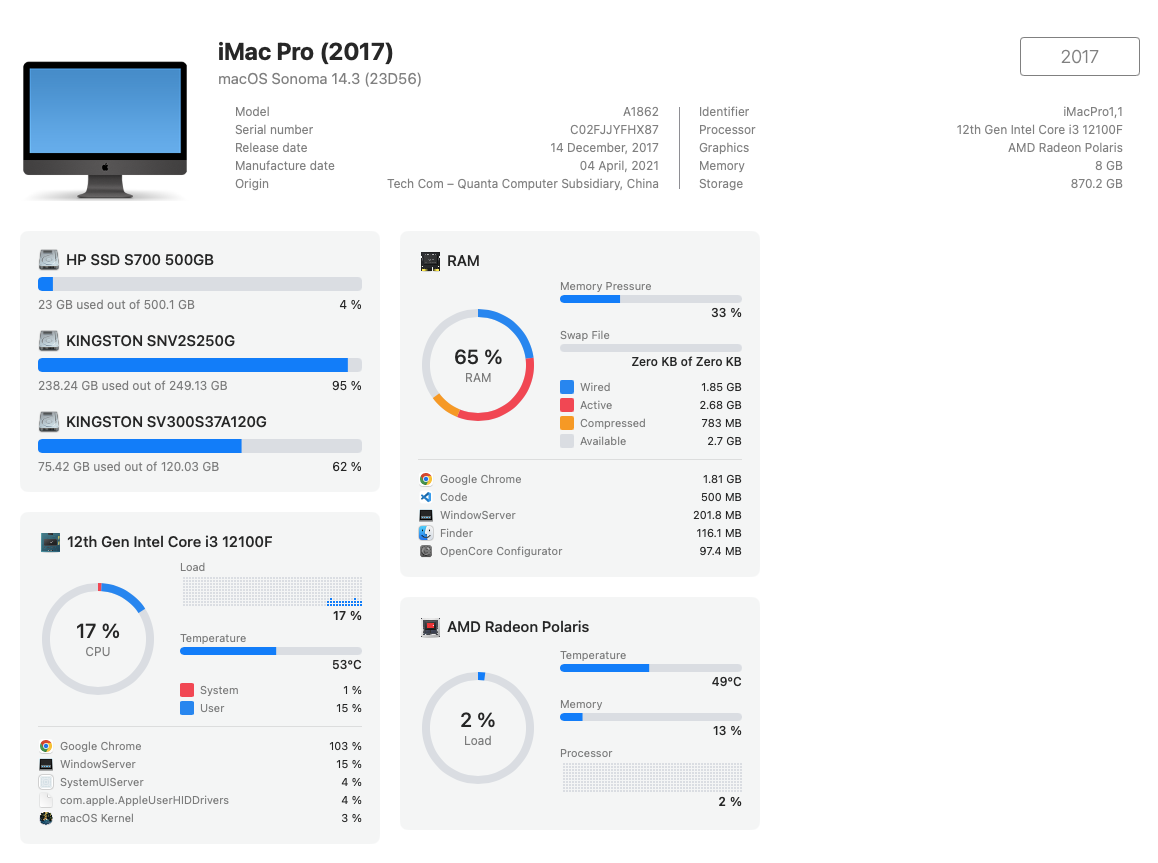 iMac Pro (2017)
macOS Sonoma 14.3 (23D56)
2017
Model A1862
Serial number C02FJJYFHX87
Release date 14 December, 2017
Manufacture date 04 April, 2021
Origin Tech Com – Quanta Computer Subsidiary, China
Identifier iMacPro1,1
Processor 12th Gen Intel Core i3 12100F
Graphics AMD Radeon Polaris
Memory 8 GB
Storage 870.2 GB
HP SSD S700 500GB
23 GB used out of 500.1 GB 4 %
KINGSTON SNV2S250G
238.24 GB used out of 249.13 GB 95 %
KINGSTON SV300S37A120G
75.42 GB used out of 120.03 GB 62 %
12th Gen Intel Core i3 12100F
17 %
CPU
Load
17 %
Temperature
53°C
System 1 %
User 15 %
Google Chrome 103 %
WindowServer 15 %
SystemUIServer 4 %
com.apple.AppleUserHIDDrivers 4 %
macOS Kernel 3 %
RAM
65 %
RAM
Memory Pressure
33 %
Swap File
Zero KB of Zero KB
Wired 1.85 GB
Active 2.68 GB
Compressed 783 MB
Available 2.7 GB
Google Chrome 1.81 GB
Code 500 MB
WindowServer 201.8 MB
Finder 116.1 MB
OpenCore Configurator 97.4 MB
AMD Radeon Polaris
2 %
Load
Temperature
49°C
Memory
13 %
Processor
2 %